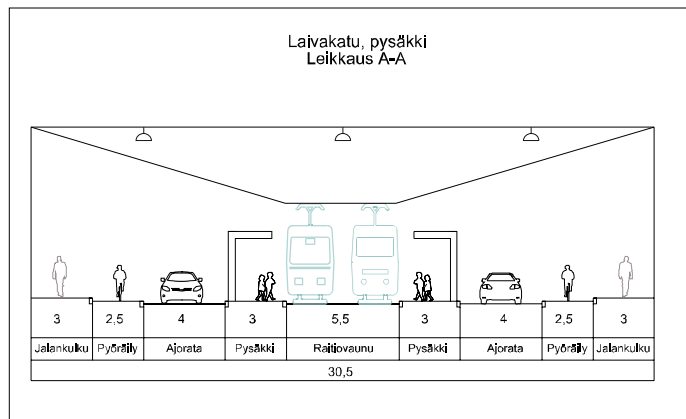 Laivakatu, pysäkki
Leikkaus A-A
3 2,5 4 3 5,5 3 4 2,5 3
Jalankulku Pyöräily Ajorata Pysäkki Raitiovaunu Pysäkki Ajorata Pyöräily Jalankulku
30,5